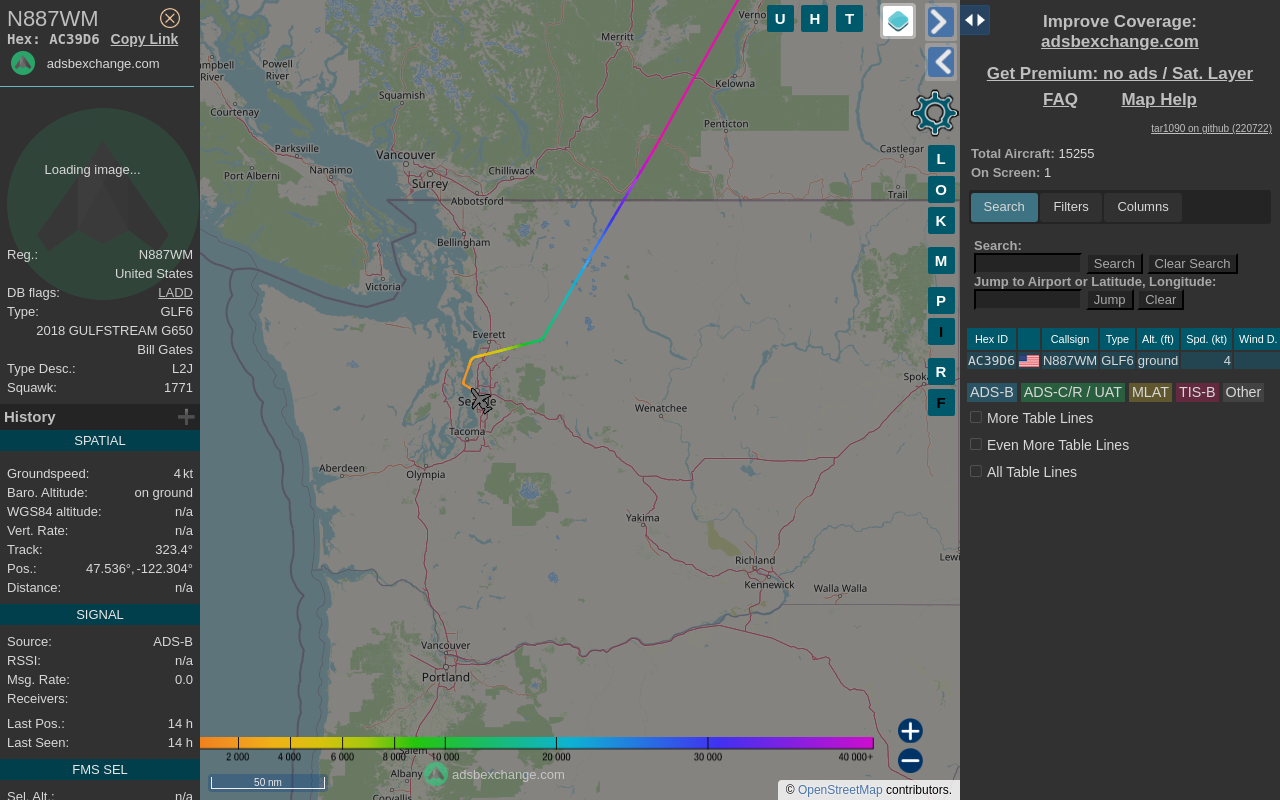 N887WM
Hex: AC39D6 Copy Link
adsbexchange.com
Loading image...
Reg.: N887WM
United States
DB flags: LADD
Type: GLF6
2018 GULFSTREAM G650
Bill Gates
Type Desc.: L2J
Squawk: 1771
History
SPATIAL
Groundspeed: 4 kt
Baro. Altitude: on ground
WGS84 altitude: n/a
Vert. Rate: n/a
Track: 323.4°
Pos.: 47.536°, -122.304°
Distance: n/a
SIGNAL
Source: ADS-B
RSSI: n/a
Msg. Rate: 0.0
Receivers:
Last Pos.: 14 h
Last Seen: 14 h
FMS SEL
Sel. Alt.: n/a
Merritt
Verno
mpbell
River
Powell
River
Squamish
Kelowna
Courtenay
Penticton
Parksville
Vancouver
Castlegar
Nanaimo
Port Alberni
Surrey
Chilliwack
Trail
Abbotsford
Bellingham
Victoria
Everett
Spok
Wenatchee
Tacoma
Aberdeen
Olympia
Yakima
Richland
Lewi
Kennewick
Walla Walla
Vancouver
Portland
Salem
Albany
Corvallis
U H T
L
O
K
M
P
I
R
F
2 000 4 000 6 000 8 000 10 000 20 000 30 000 40 000+
adsbexchange.com
50 nm
© OpenStreetMap contributors.
Improve Coverage:
adsbexchange.com
Get Premium: no ads / Sat. Layer
FAQ Map Help
tar1090 on github (220722)
Total Aircraft: 15255
On Screen: 1
Search Filters Columns
Search:
Search Clear Search
Jump to Airport or Latitude, Longitude:
Jump Clear
Hex ID Callsign Type Alt. (ft) Spd. (kt) Wind D.
AC39D6 N887WM GLF6 ground 4
ADS-B ADS-C/R / UAT MLAT TIS-B Other
More Table Lines
Even More Table Lines
All Table Lines